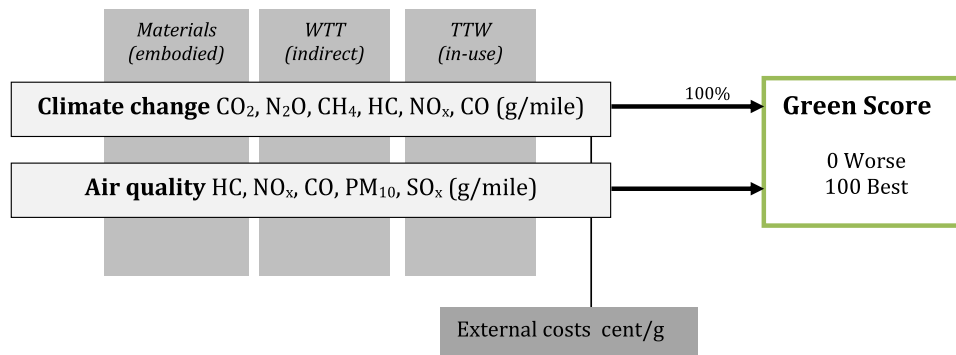 Materials
(embodied)
WTT
(indirect)
TTW
(in-use)
Climate change CO₂, N₂O, CH₄, HC, NOₓ, CO (g/mile)
100%
Air quality HC, NOₓ, CO, PM₁₀, SOₓ (g/mile)
Green Score
0 Worse
100 Best
External costs cent/g